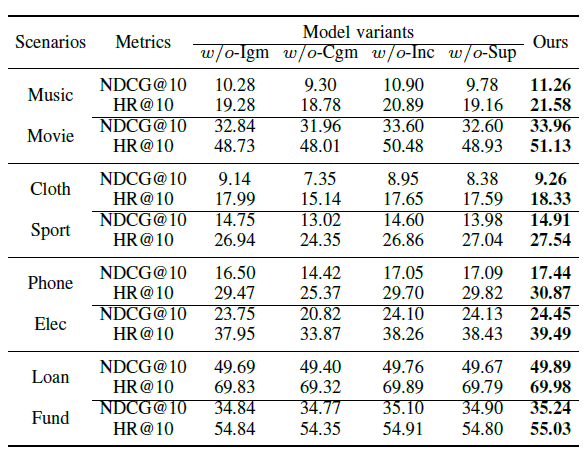 Scenarios Metrics Model variants Ours
w/o-Igm w/o-Cgm w/o-Inc w/o-Sup
Music NDCG@10 10.28 9.30 10.90 9.78 11.26
HR@10 19.28 18.78 20.89 19.16 21.58
Movie NDCG@10 32.84 31.96 33.60 32.60 33.96
HR@10 48.73 48.01 50.48 48.93 51.13
Cloth NDCG@10 9.14 7.35 8.95 8.38 9.26
HR@10 17.99 15.14 17.65 17.59 18.33
Sport NDCG@10 14.75 13.02 14.60 13.98 14.91
HR@10 26.94 24.35 26.86 27.04 27.54
Phone NDCG@10 16.50 14.42 17.05 17.09 17.44
HR@10 29.47 25.37 29.70 29.82 30.87
Elec NDCG@10 23.75 20.82 24.10 24.13 24.45
HR@10 37.95 33.87 38.26 38.43 39.49
Loan NDCG@10 49.69 49.40 49.76 49.67 49.89
HR@10 69.83 69.32 69.89 69.79 69.98
Fund NDCG@10 34.84 34.77 35.10 34.90 35.24
HR@10 54.84 54.35 54.91 54.80 55.03